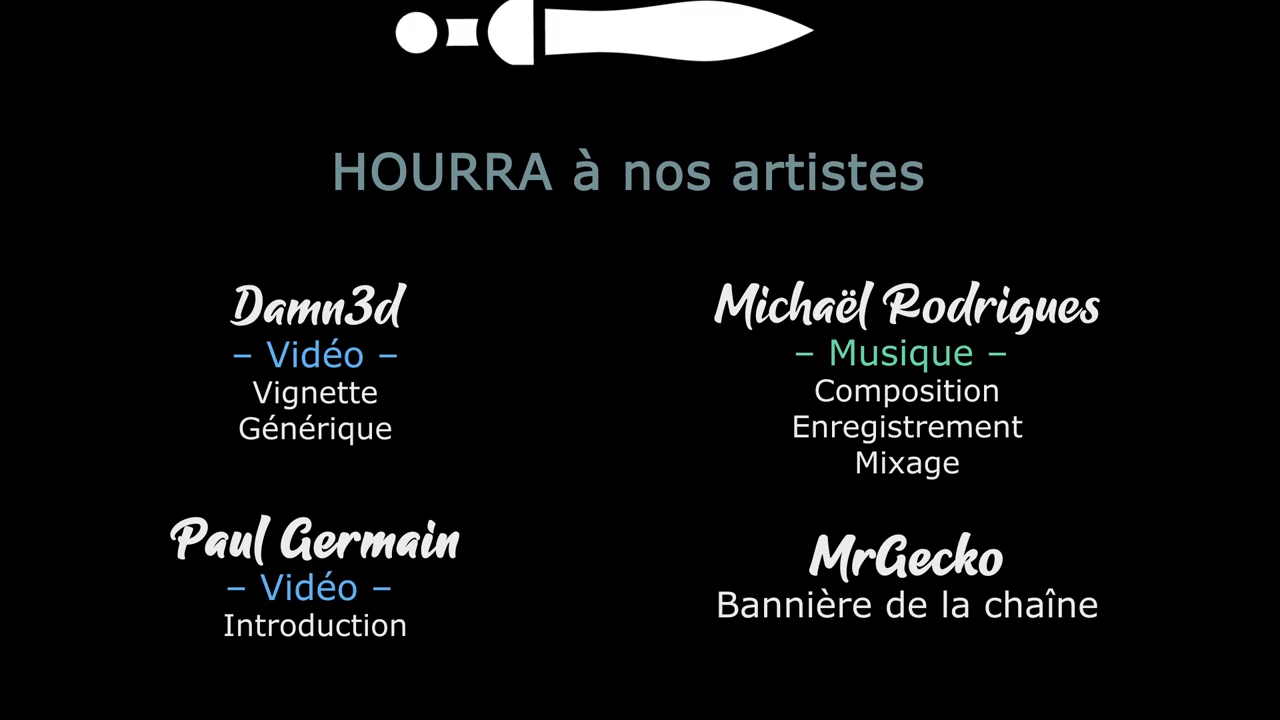 HOURRA à nos artistes
Damn3d
– Vidéo –
Vignette
Générique
Michaël Rodrigues
– Musique –
Composition
Enregistrement
Mixage
Paul Germain
– Vidéo –
Introduction
MrGecko
Bannière de la chaîne